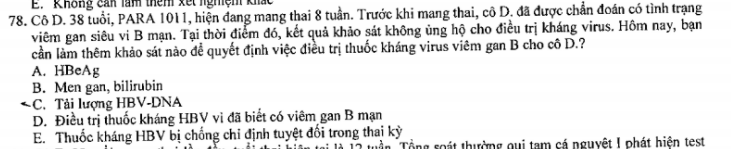 E. Không cần làm thêm xét nghiệm khác
78. Cô D. 38 tuổi, PARA 1011, hiện đang mang thai 8 tuần. Trước khi mang thai, cô D. đã được chẩn đoán có tình trạng
viêm gan siêu vi B mạn. Tại thời điểm đó, kết quả khảo sát không ủng hộ cho điều trị kháng virus. Hôm nay, bạn
cần làm thêm khảo sát nào để quyết định việc điều trị thuốc kháng virus viêm gan B cho cô D.?
A. HBeAg
B. Men gan, bilirubin
C. Tải lượng HBV-DNA
D. Điều trị thuốc kháng HBV vì đã biết có viêm gan B mạn
E. Thuốc kháng HBV bị chống chỉ định tuyệt đối trong thai kỳ
là 12 tuần. Tổng soát thường qui tam cá nguyệt I phát hiện test